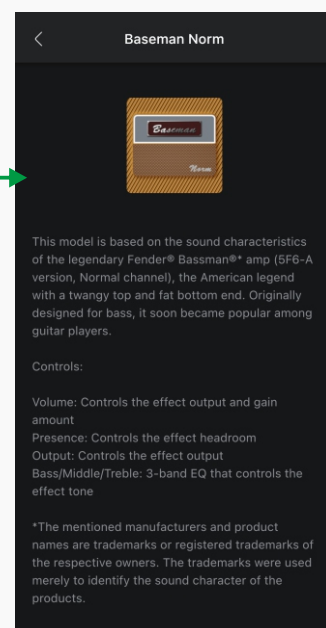 Baseman Norm
Baseman
Norm
This model is based on the sound characteristics
of the legendary Fender® Bassman®* amp (5F6-A
version, Normal channel), the American legend
with a twangy top and fat bottom end. Originally
designed for bass, it soon became popular among
guitar players.
Controls:
Volume: Controls the effect output and gain
amount
Presence: Controls the effect headroom
Output: Controls the effect output
Bass/Middle/Treble: 3-band EQ that controls the
effect tone
*The mentioned manufacturers and product
names are trademarks or registered trademarks of
the respective owners. The trademarks were used
merely to identify the sound character of the
products.